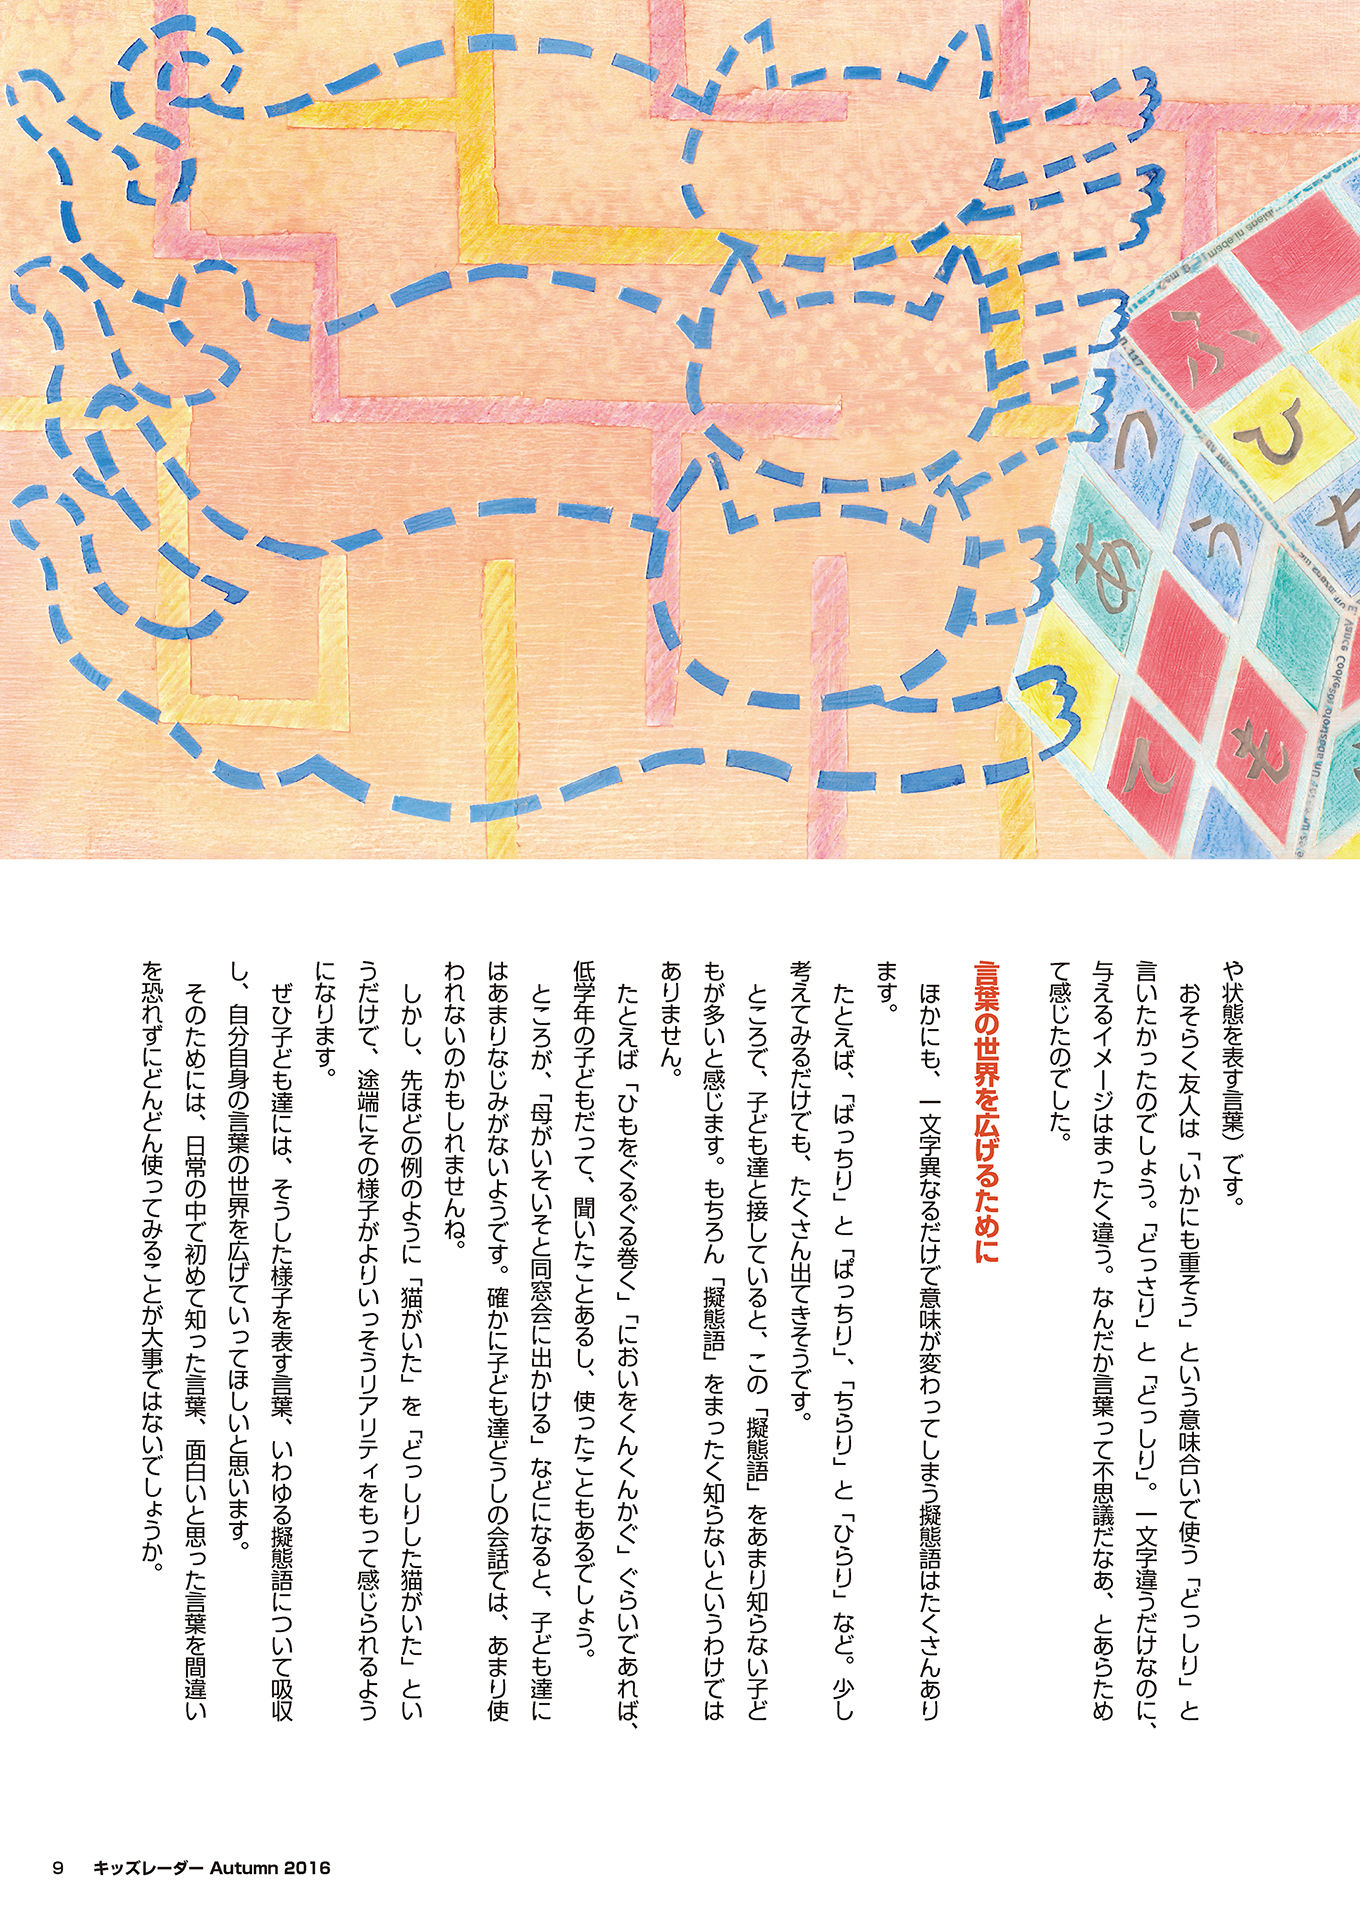 ふ
ひ
つ
う
ち
あ
て
き
や状態を表す言葉）です。
おそらく友人は「いかにも重そう」という意味合いで使う「どっしり」と
言いたかったのでしょう。「どっさり」と「どっしり」。一文字違うだけなのに、
与えるイメージはまったく違う。なんだか言葉って不思議だなあ、とあらため
て感じたのでした。
言葉の世界を広げるために
ほかにも、一文字異なるだけで意味が変わってしまう擬態語はたくさんあり
ます。
たとえば、「ばっちり」と「ぱっちり」、「ちらり」と「ひらり」など。少し
考えてみるだけでも、たくさん出てきそうです。
ところで、子ども達と接していると、この「擬態語」をあまり知らない子ど
もが多いと感じます。もちろん「擬態語」をまったく知らないというわけでは
ありません。
たとえば「ひもをぐるぐる巻く」「においをくんくんかぐ」ぐらいであれば、
低学年の子どもだって、聞いたことあるし、使ったこともあるでしょう。
ところが、「母がいそいそと同窓会に出かける」などになると、子ども達に
はあまりなじみがないようです。確かに子ども達どうしの会話では、あまり使
われないのかもしれませんね。
しかし、先ほどの例のように「猫がいた」を「どっしりした猫がいた」とい
うだけで、途端にその様子がよりいっそうリアリティをもって感じられるよう
になります。
ぜひ子ども達には、そうした様子を表す言葉、いわゆる擬態語について吸収
し、自分自身の言葉の世界を広げていってほしいと思います。
そのためには、日常の中で初めて知った言葉、面白いと思った言葉を間違い
を恐れずにどんどん使ってみることが大事ではないでしょうか。
9 キッズレーダー Autumn 2016